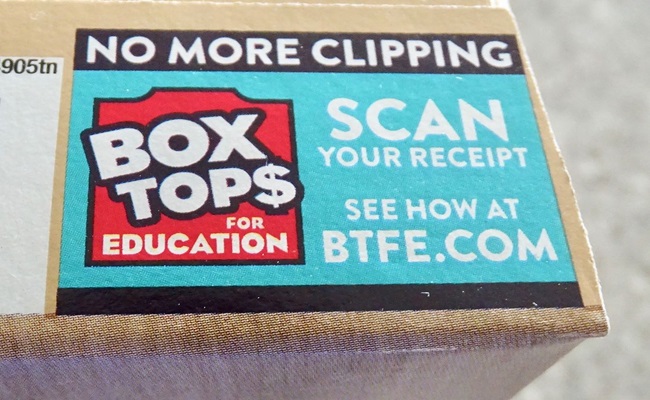 NO MORE CLIPPING
905tn
BOX
TOP$
FOR
EDUCATION
SCAN
YOUR RECEIPT
SEE HOW AT
BTFE.COM